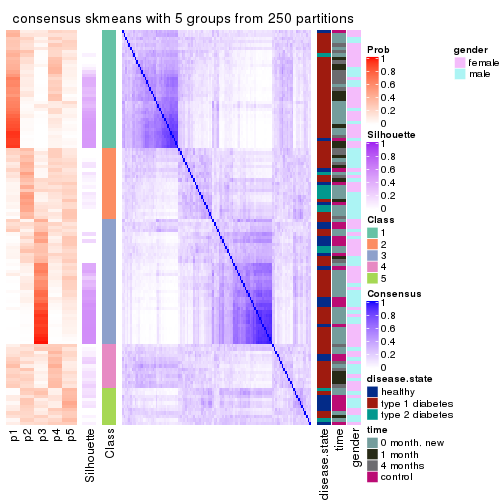 consensus skmeans with 5 groups from 250 partitions
Prob
1
0.8
0.6
0.4
0.2
0
gender
female
male
Silhouette
1
0.8
0.6
0.4
0.2
0
Class
1
2
3
4
5
Consensus
1
0.8
0.6
0.4
0.2
0
disease.state
healthy
type 1 diabetes
type 2 diabetes
time
0 month. new
1 month
4 months
control
p1
p2
p3
p4
p5
Silhouette
Class
disease.state
time
gender